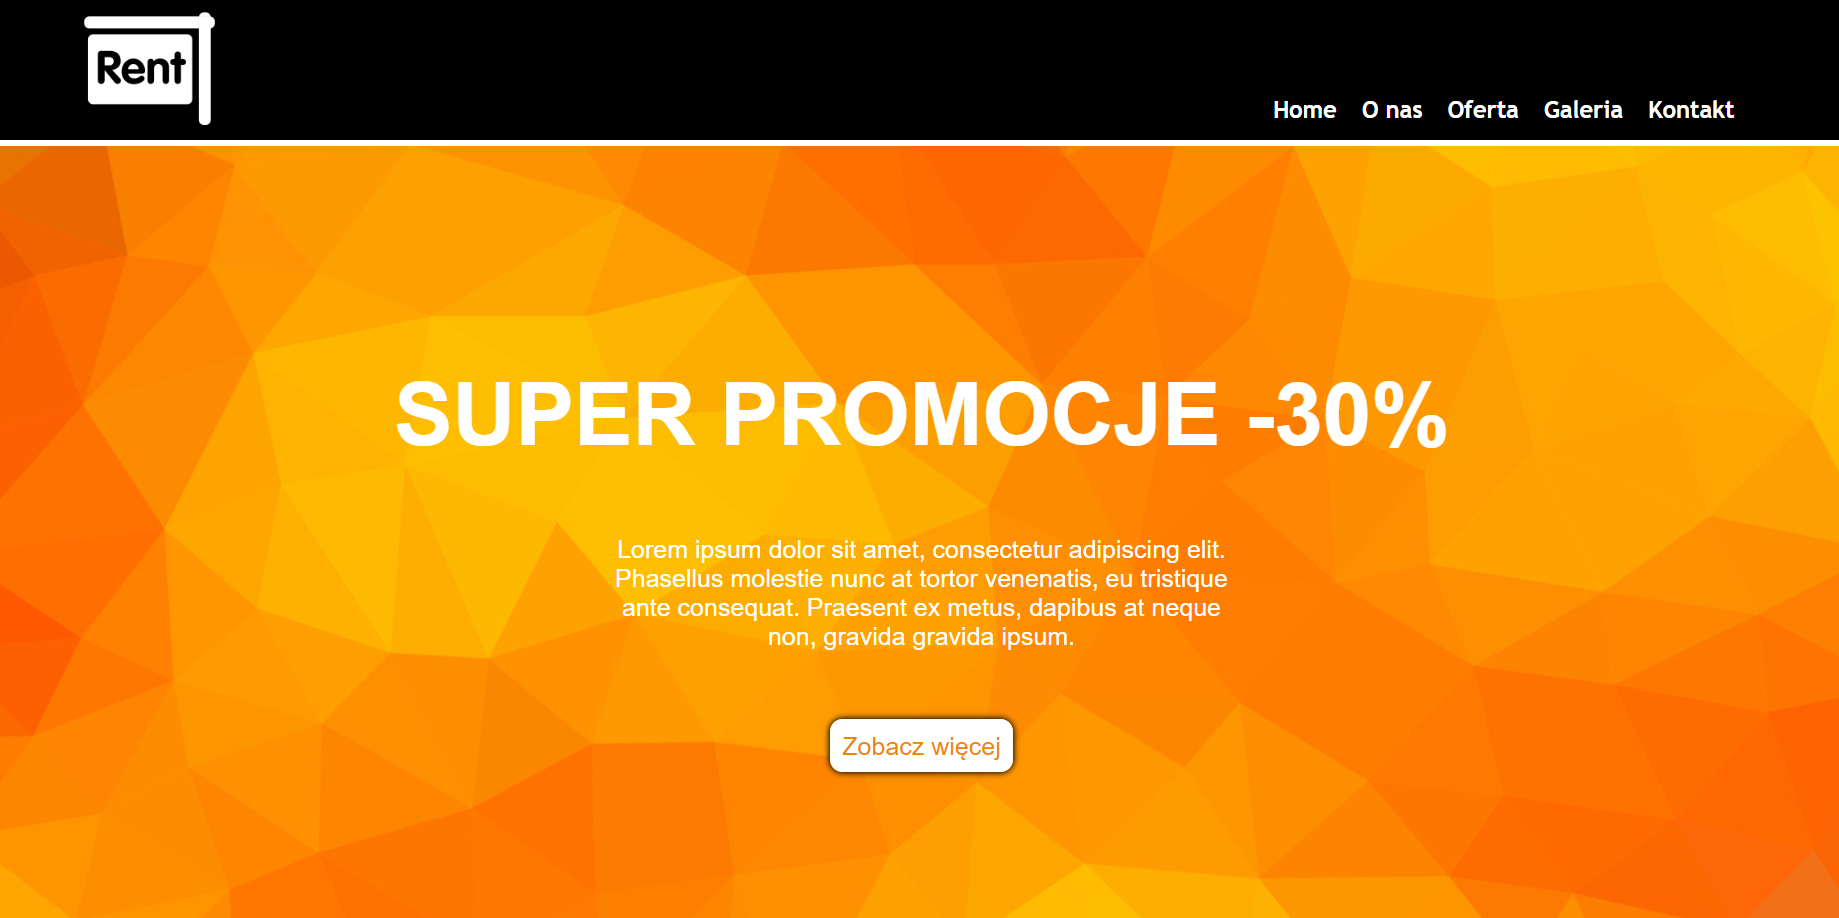 Rent
Home O nas Oferta Galeria Kontakt
SUPER PROMOCJE -30%
Lorem ipsum dolor sit amet, consectetur adipiscing elit.
Phasellus molestie nunc at tortor venenatis, eu tristique
ante consequat. Praesent ex metus, dapibus at neque
non, gravida gravida ipsum.
Zobacz więcej